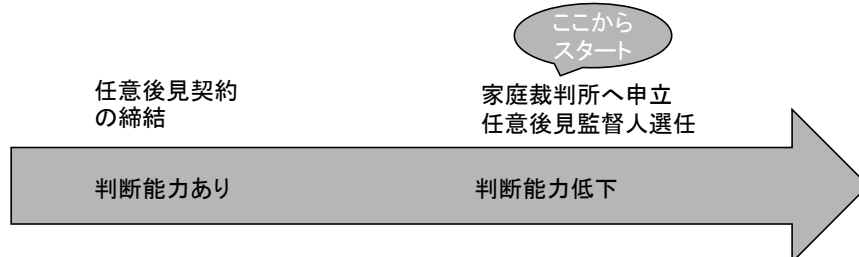 ここから
スタート
任意後見契約
の締結
家庭裁判所へ申立
任意後見監督人選任
判断能力あり
判断能力低下